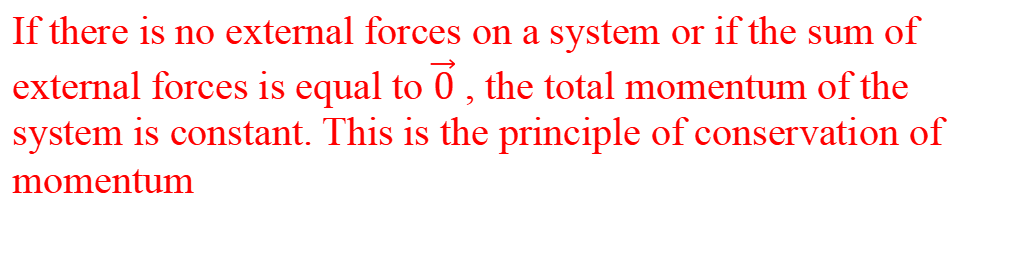 If there is no external forces on a system or if the sum of
external forces is equal to $\vec{0}$ , the total momentum of the
system is constant. This is the principle of conservation of
momentum